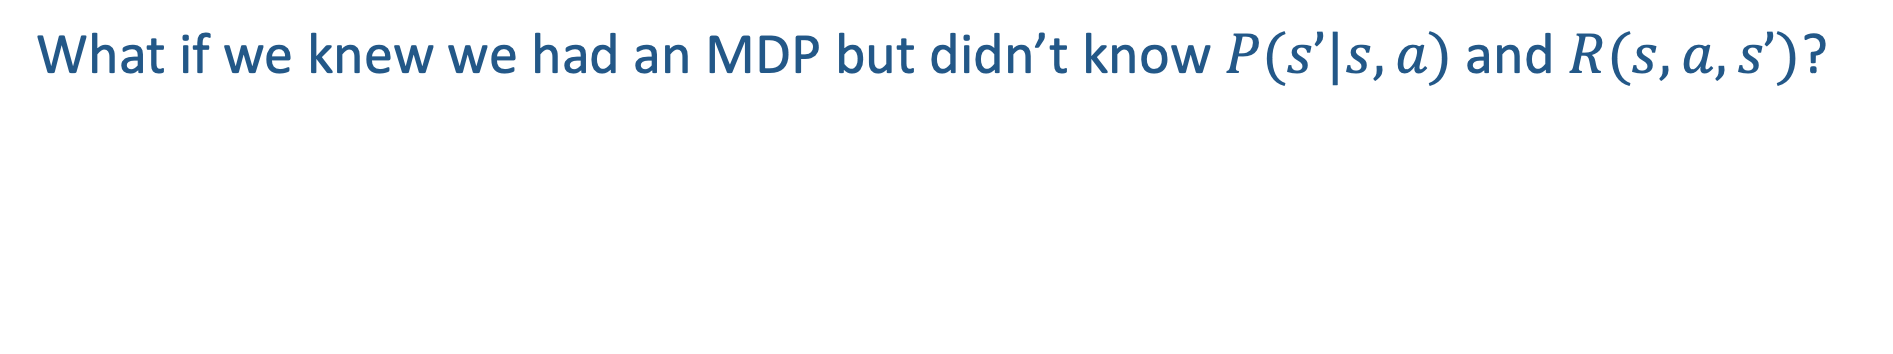 What if we knew we had an MDP but didn’t know P(s’|s, a) and R(s, a, s’)?